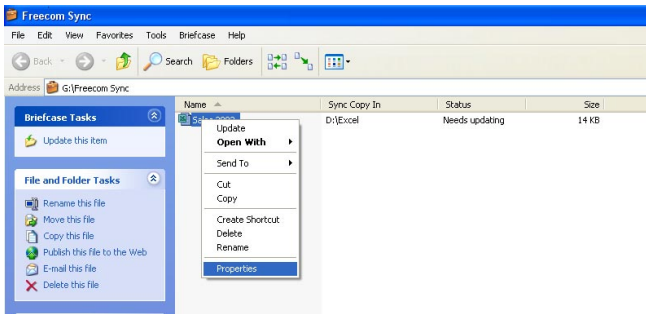 Freecom Sync
File Edit View Favorites Tools Briefcase Help
Back Search Folders
Address G:\Freecom Sync
Name Sync Copy In Status Size
Briefcase Tasks
Update this item
File and Folder Tasks
Rename this file
Move this file
Copy this file
Publish this file to the Web
E-mail this file
Delete this file
Sales D:\Excel Needs updating 14 KB
Update
Open With
Send To
Cut
Copy
Create Shortcut
Delete
Rename
Properties